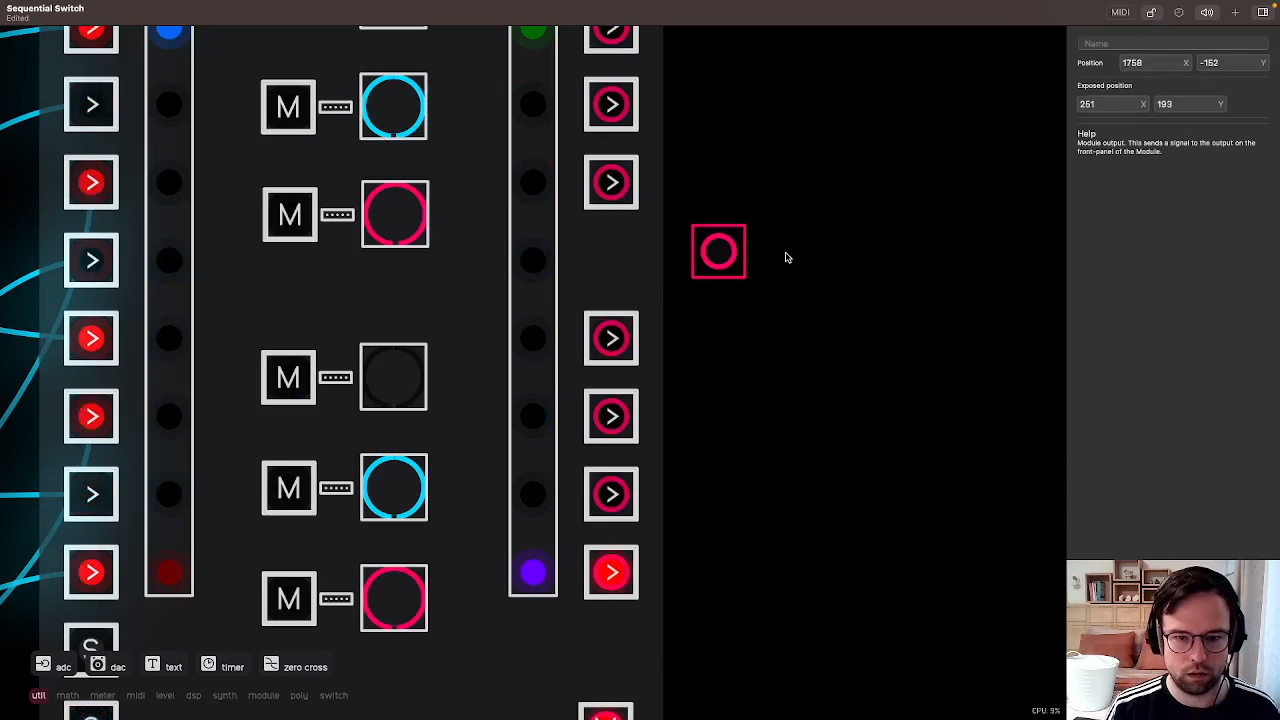 Sequential Switch
Edited
MIDI
Name
Position 1758 X -152 Y
Exposed position
251 X 193 Y
Help
Module output. This sends a signal to the output on the
front-panel of the Module.
M
M
M
M
M
S
adc dac T text timer zero cross
util math meter midi level dsp synth module poly switch
CPU: 9%